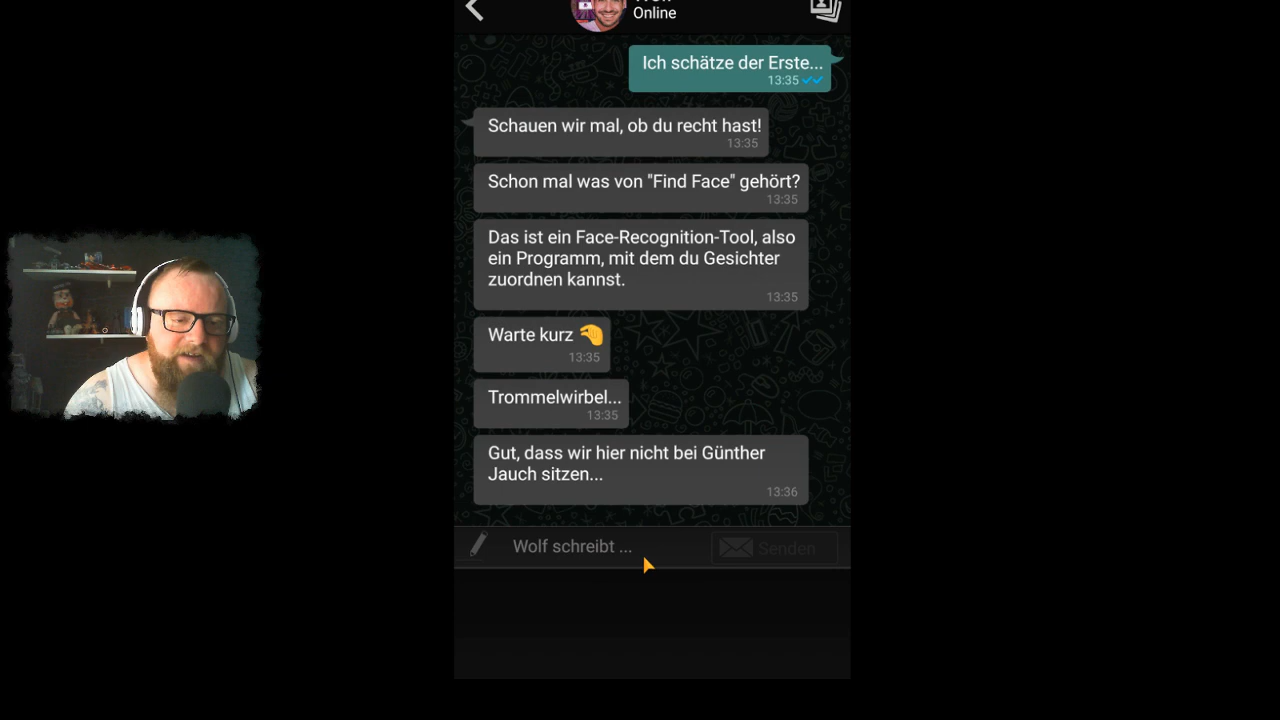 Online
Ich schätze der Erste...
13:35
Schauen wir mal, ob du recht hast!
13:35
Schon mal was von "Find Face" gehört?
13:35
Das ist ein Face-Recognition-Tool, also
ein Programm, mit dem du Gesichter
zuordnen kannst.
13:35
Warte kurz
13:35
Trommelwirbel...
13:35
Gut, dass wir hier nicht bei Günther
Jauch sitzen...
13:36
Wolf schreibt ...
Senden